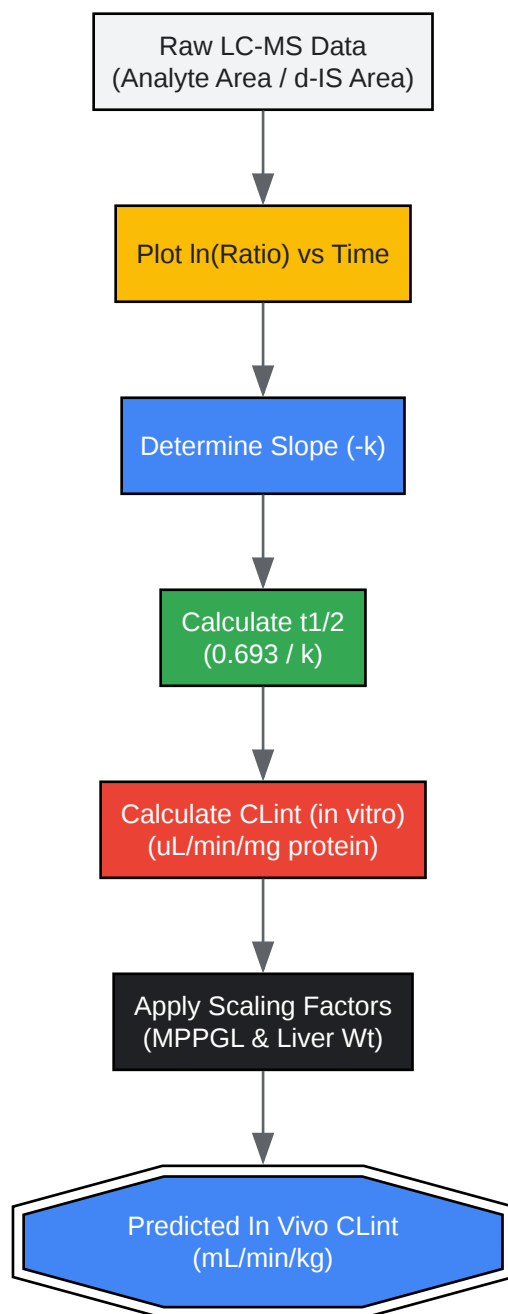 Raw LC-MS Data
(Analyte Area / d-IS Area)
Plot ln(Ratio) vs Time
Determine Slope (-k)
Calculate t1/2
(0.693 / k)
Calculate CLint (in vitro)
(uL/min/mg protein)
Apply Scaling Factors
(MPPGL & Liver Wt)
Predicted In Vivo CLint
(mL/min/kg)